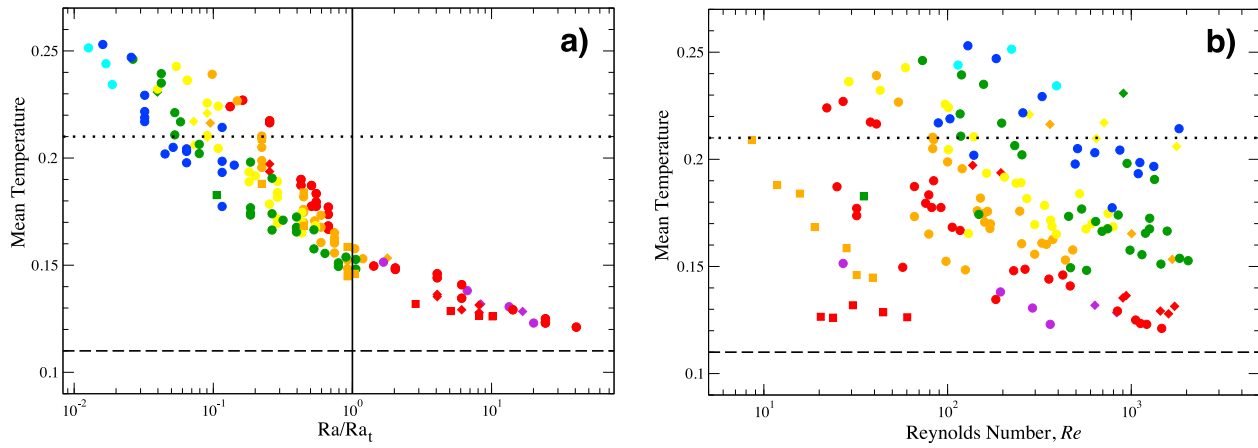 a)
0.25
0.2
0.15
0.1
Mean Temperature
10^-2
10^-1
10^0
10^1
Ra/Ra_t
b)
0.25
0.2
0.15
0.1
Mean Temperature
10^1
10^2
10^3
Reynolds Number, Re